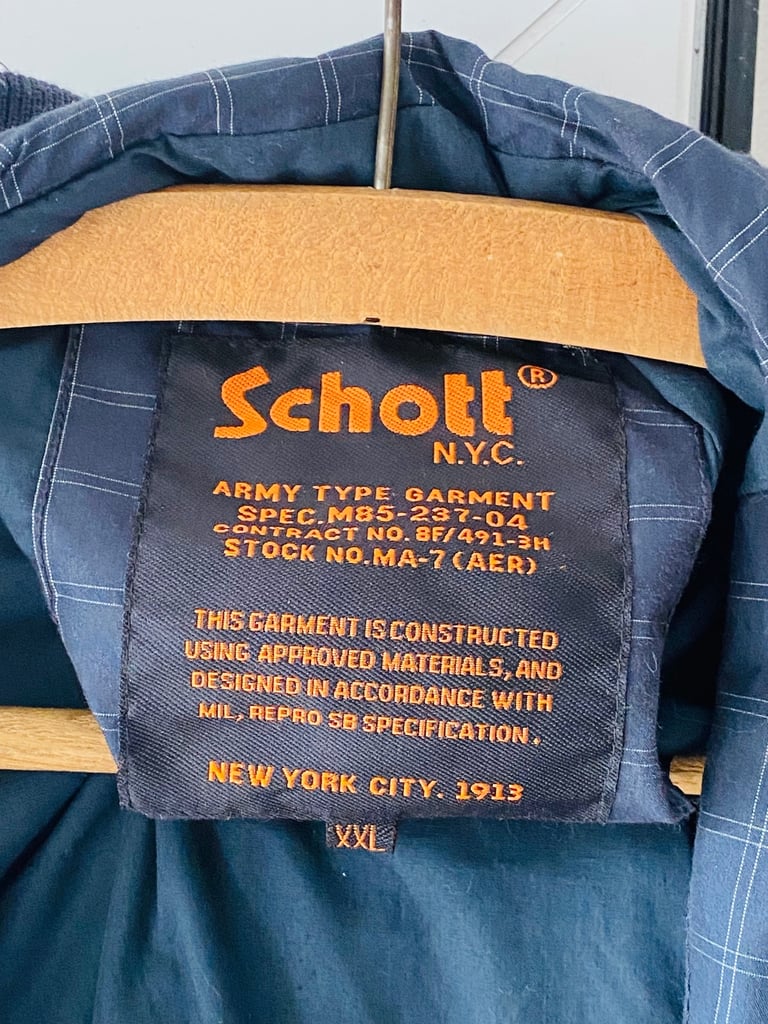 Schott®
N.Y.C.
ARMY TYPE GARMENT
SPEC.M85-237-04
CONTRACT NO. 8F/491-3H
STOCK NO.MA-7 (AER)
THIS GARMENT IS CONSTRUCTED
USING APPROVED MATERIALS, AND
DESIGNED IN ACCORDANCE WITH
MIL, REPRO SB SPECIFICATION.
NEW YORK CITY. 1913
XXL